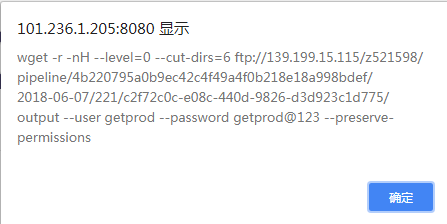 101.236.1.205:8080 显示
wget -r -nH --level=0 --cut-dirs=6 ftp://139.199.15.115/z521598/
pipeline/4b220795a0b9ec42c4f49a4f0b218e18a998bdef/
2018-06-07/221/c2f72c0c-e08c-440d-9826-d3d923c1d775/
output --user getprod --password getprod@123 --preserve-
permissions
确定